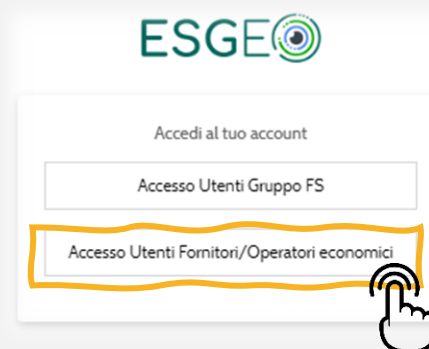 ESGEO
Accedi al tuo account
Accesso Utenti Gruppo FS
Accesso Utenti Fornitori/Operatori economici